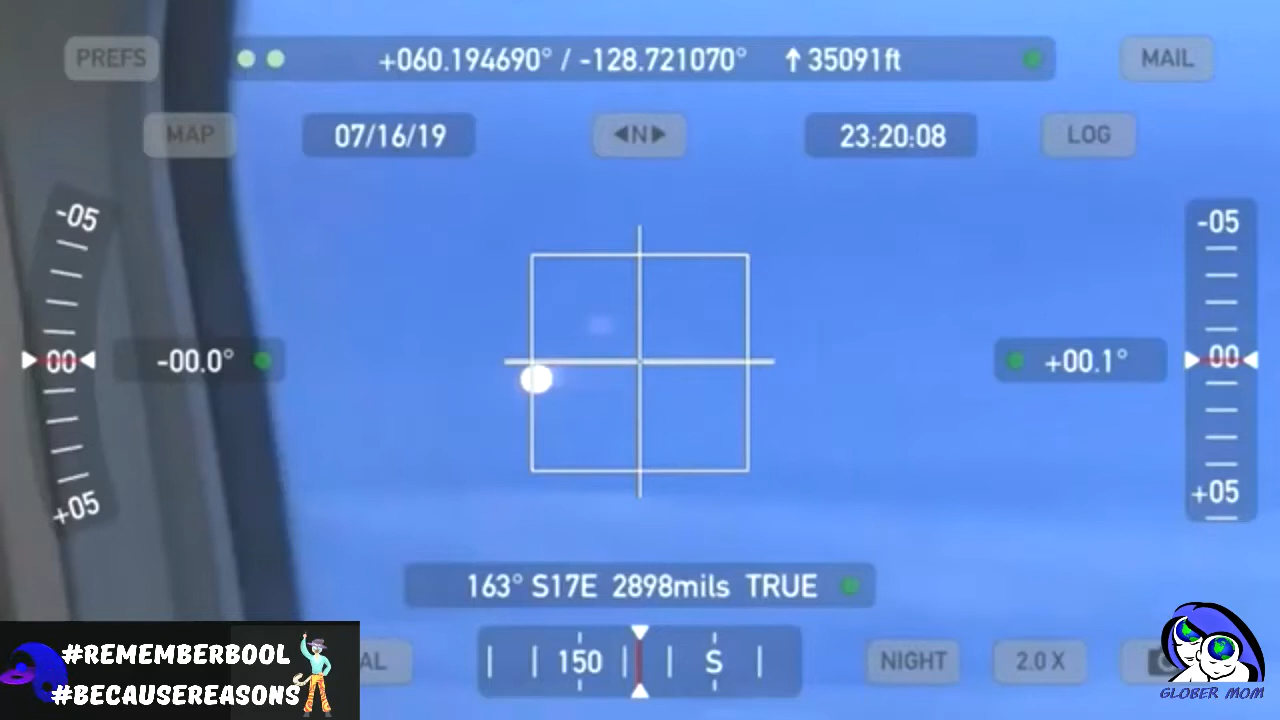 PREFS
+060.194690° / -128.721070° ↑ 35091ft
MAIL
MAP
07/16/19
◀N▶
23:20:08
LOG
-05
00
+05
-00.0°
+00.1°
-05
00
+05
163° S17E 2898mils TRUE
150 S
AL
NIGHT
2.0 X
#REMEMBERBOOL
#BECAUSEREASONS
GLOBER MOM